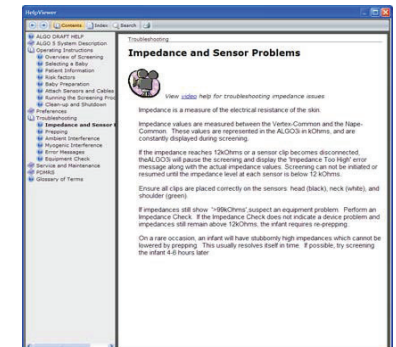 HelpViewer
Contents Index Search
ALGO DRAFT HELP
ALGO 5 System Description
Operating Instructions
Overview of Screening
Selecting a Baby
Patient Information
Risk factors
Baby Preparation
Attach Sensors and Cables
Running the Screening Proc
Clean-up and Shutdown
Preferences
Troubleshooting
Impedance and Sensor
Prepping
Ambient Interference
Myogenic Interference
Error Messages
Equipment Check
Service and Maintenance
Glossary of Terms
Troubleshooting
Impedance and Sensor Problems
View video help for troubleshooting impedance issues
Impedance is a measure of the electrical resistance of the skin.
Impedance values are measured between the Vertex-Common and the Nape-
Common. These values are represented in the ALGO3i in kOhms, and are
constantly displayed during screening.
If the impedance reaches 12kOhms or a sensor clip becomes disconnected,
theALGO3i will pause the screening and display the 'Impedance Too High' error
message along with the actual impedance values. Screening can not be initiated or
resumed until the impedance level at each sensor is below 12 kOhms.
Ensure all clips are placed correctly on the sensors: head (black), neck (white), and
shoulder (green).
If impedances still show '>99kOhms',suspect an equipment problem. Perform an
Impedance Check. If the Impedance Check does not indicate a device problem and
impedances still remain above 12kOhms, the infant requires re-prepping.
On a rare occasion, an infant will have stubbornly high impedances which cannot be
lowered by prepping. This usually resolves itself in time. If possible, try screening
the infant 4-6 hours later